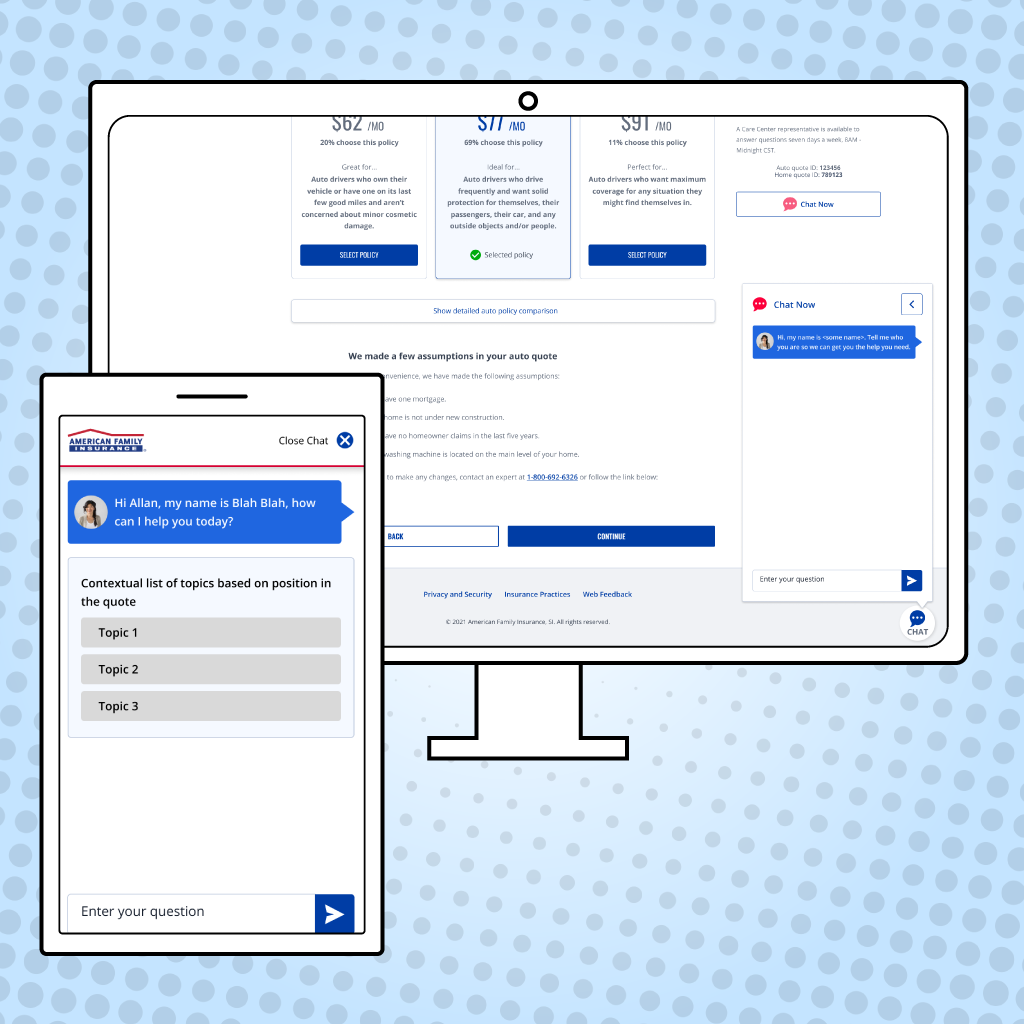 $62 /MO
20% choose this policy
Great for...
Auto drivers who own their
vehicle or have one on its last
few good miles and aren't
concerned about minor cosmetic
damage.
SELECT POLICY
$77 /MO
69% choose this policy
Ideal for...
Auto drivers who drive
frequently and want solid
protection for themselves, their
passengers, their car, and any
outside objects and/or people.
Selected policy
$91 /MO
11% choose this policy
Perfect for...
Auto drivers who want maximum
coverage for any situation they
might find themselves in.
SELECT POLICY
A Care Center representative is available to
answer questions seven days a week. 8AM -
Midnight CST.
Auto quote ID: 123456
Home quote ID: 789123
Chat Now
Show detailed auto policy comparison
We made a few assumptions in your auto quote
nvenience, we have made the following assumptions:
ave one mortgage.
home is not under new construction.
ave no homeowner claims in the last five years.
washing machine is located on the main level of your home.
to make any changes, contact an expert at 1-800-692-6326 or follow the link below:
BACK
CONTINUE
Privacy and Security Insurance Practices Web Feedback
© 2021 American Family Insurance, SI. All rights reserved.
Chat Now
Hi, my name is <some name>. Tell me who
you are so we can get you the help you need.
Enter your question
CHAT
AMERICAN FAMILY
INSURANCE
Close Chat
Hi Allan, my name is Blah Blah, how
can I help you today?
Contextual list of topics based on position in
the quote
Topic 1
Topic 2
Topic 3
Enter your question